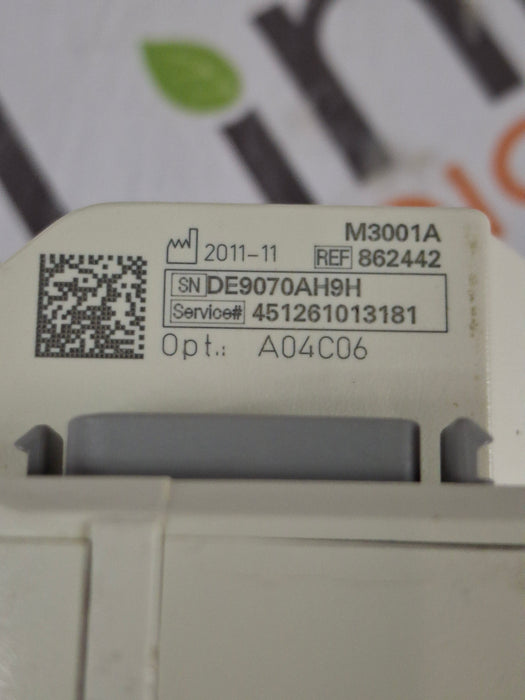 M3001A
2011-11 REF 862442
SN DE9070AH9H
Service# 451261013181
Opt.: A04C06